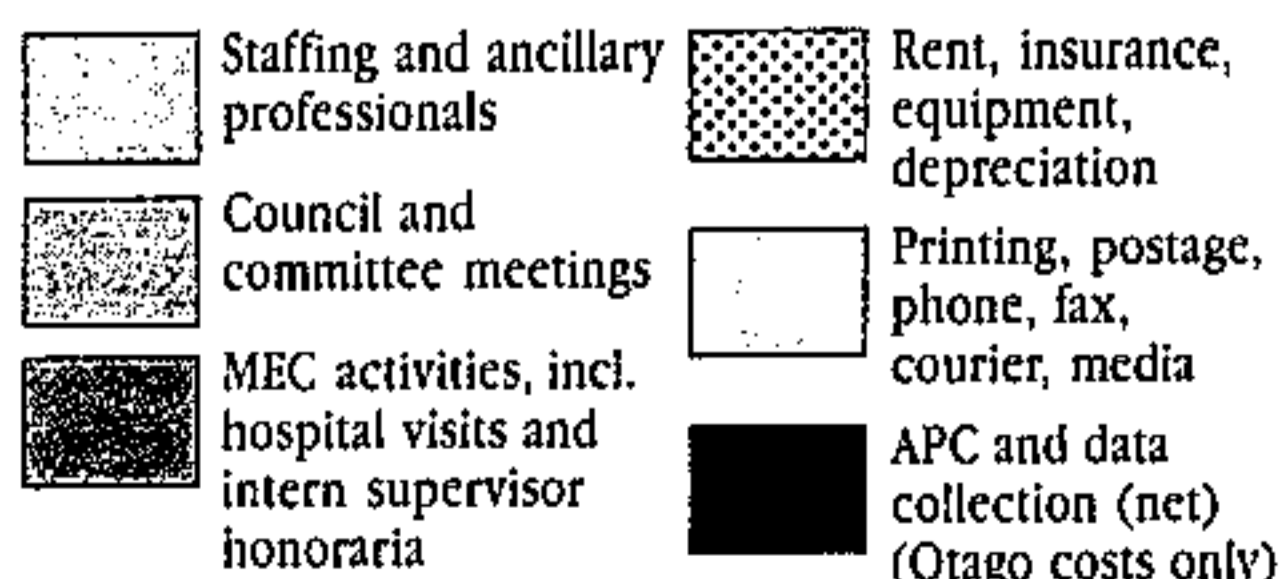 Staffing and ancillary
professionals
Council and
committee meetings
MEC activities, incl.
hospital visits and
intern supervisor
honoraria
Rent, insurance,
equipment,
depreciation
Printing, postage,
phone, fax,
courier, media
APC and data
collection (net)
(Otago costs only)